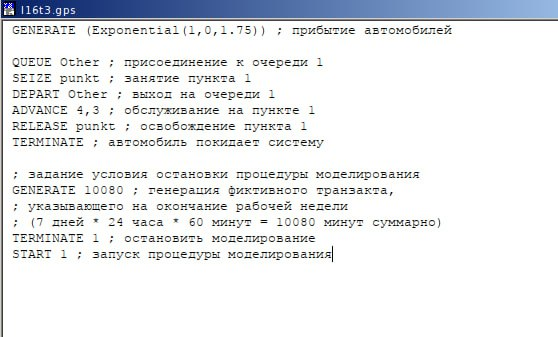 l16t3.gps
GENERATE (Exponential(1,0,1.75)) ; прибытие автомобилей
QUEUE Other ; присоединение к очереди 1
SEIZE punkt ; занятие пункта 1
DEPART Other ; выход на очереди 1
ADVANCE 4,3 ; обслуживание на пункте 1
RELEASE punkt ; освобождение пункта 1
TERMINATE ; автомобиль покидает систему
; задание условия остановки процедуры моделирования
GENERATE 10080 ; генерация фиктивного транзакта,
; указывающего на окончание рабочей недели
; (7 дней * 24 часа * 60 минут = 10080 минут суммарно)
TERMINATE 1 ; остановить моделирование
START 1 ; запуск процедуры моделирования